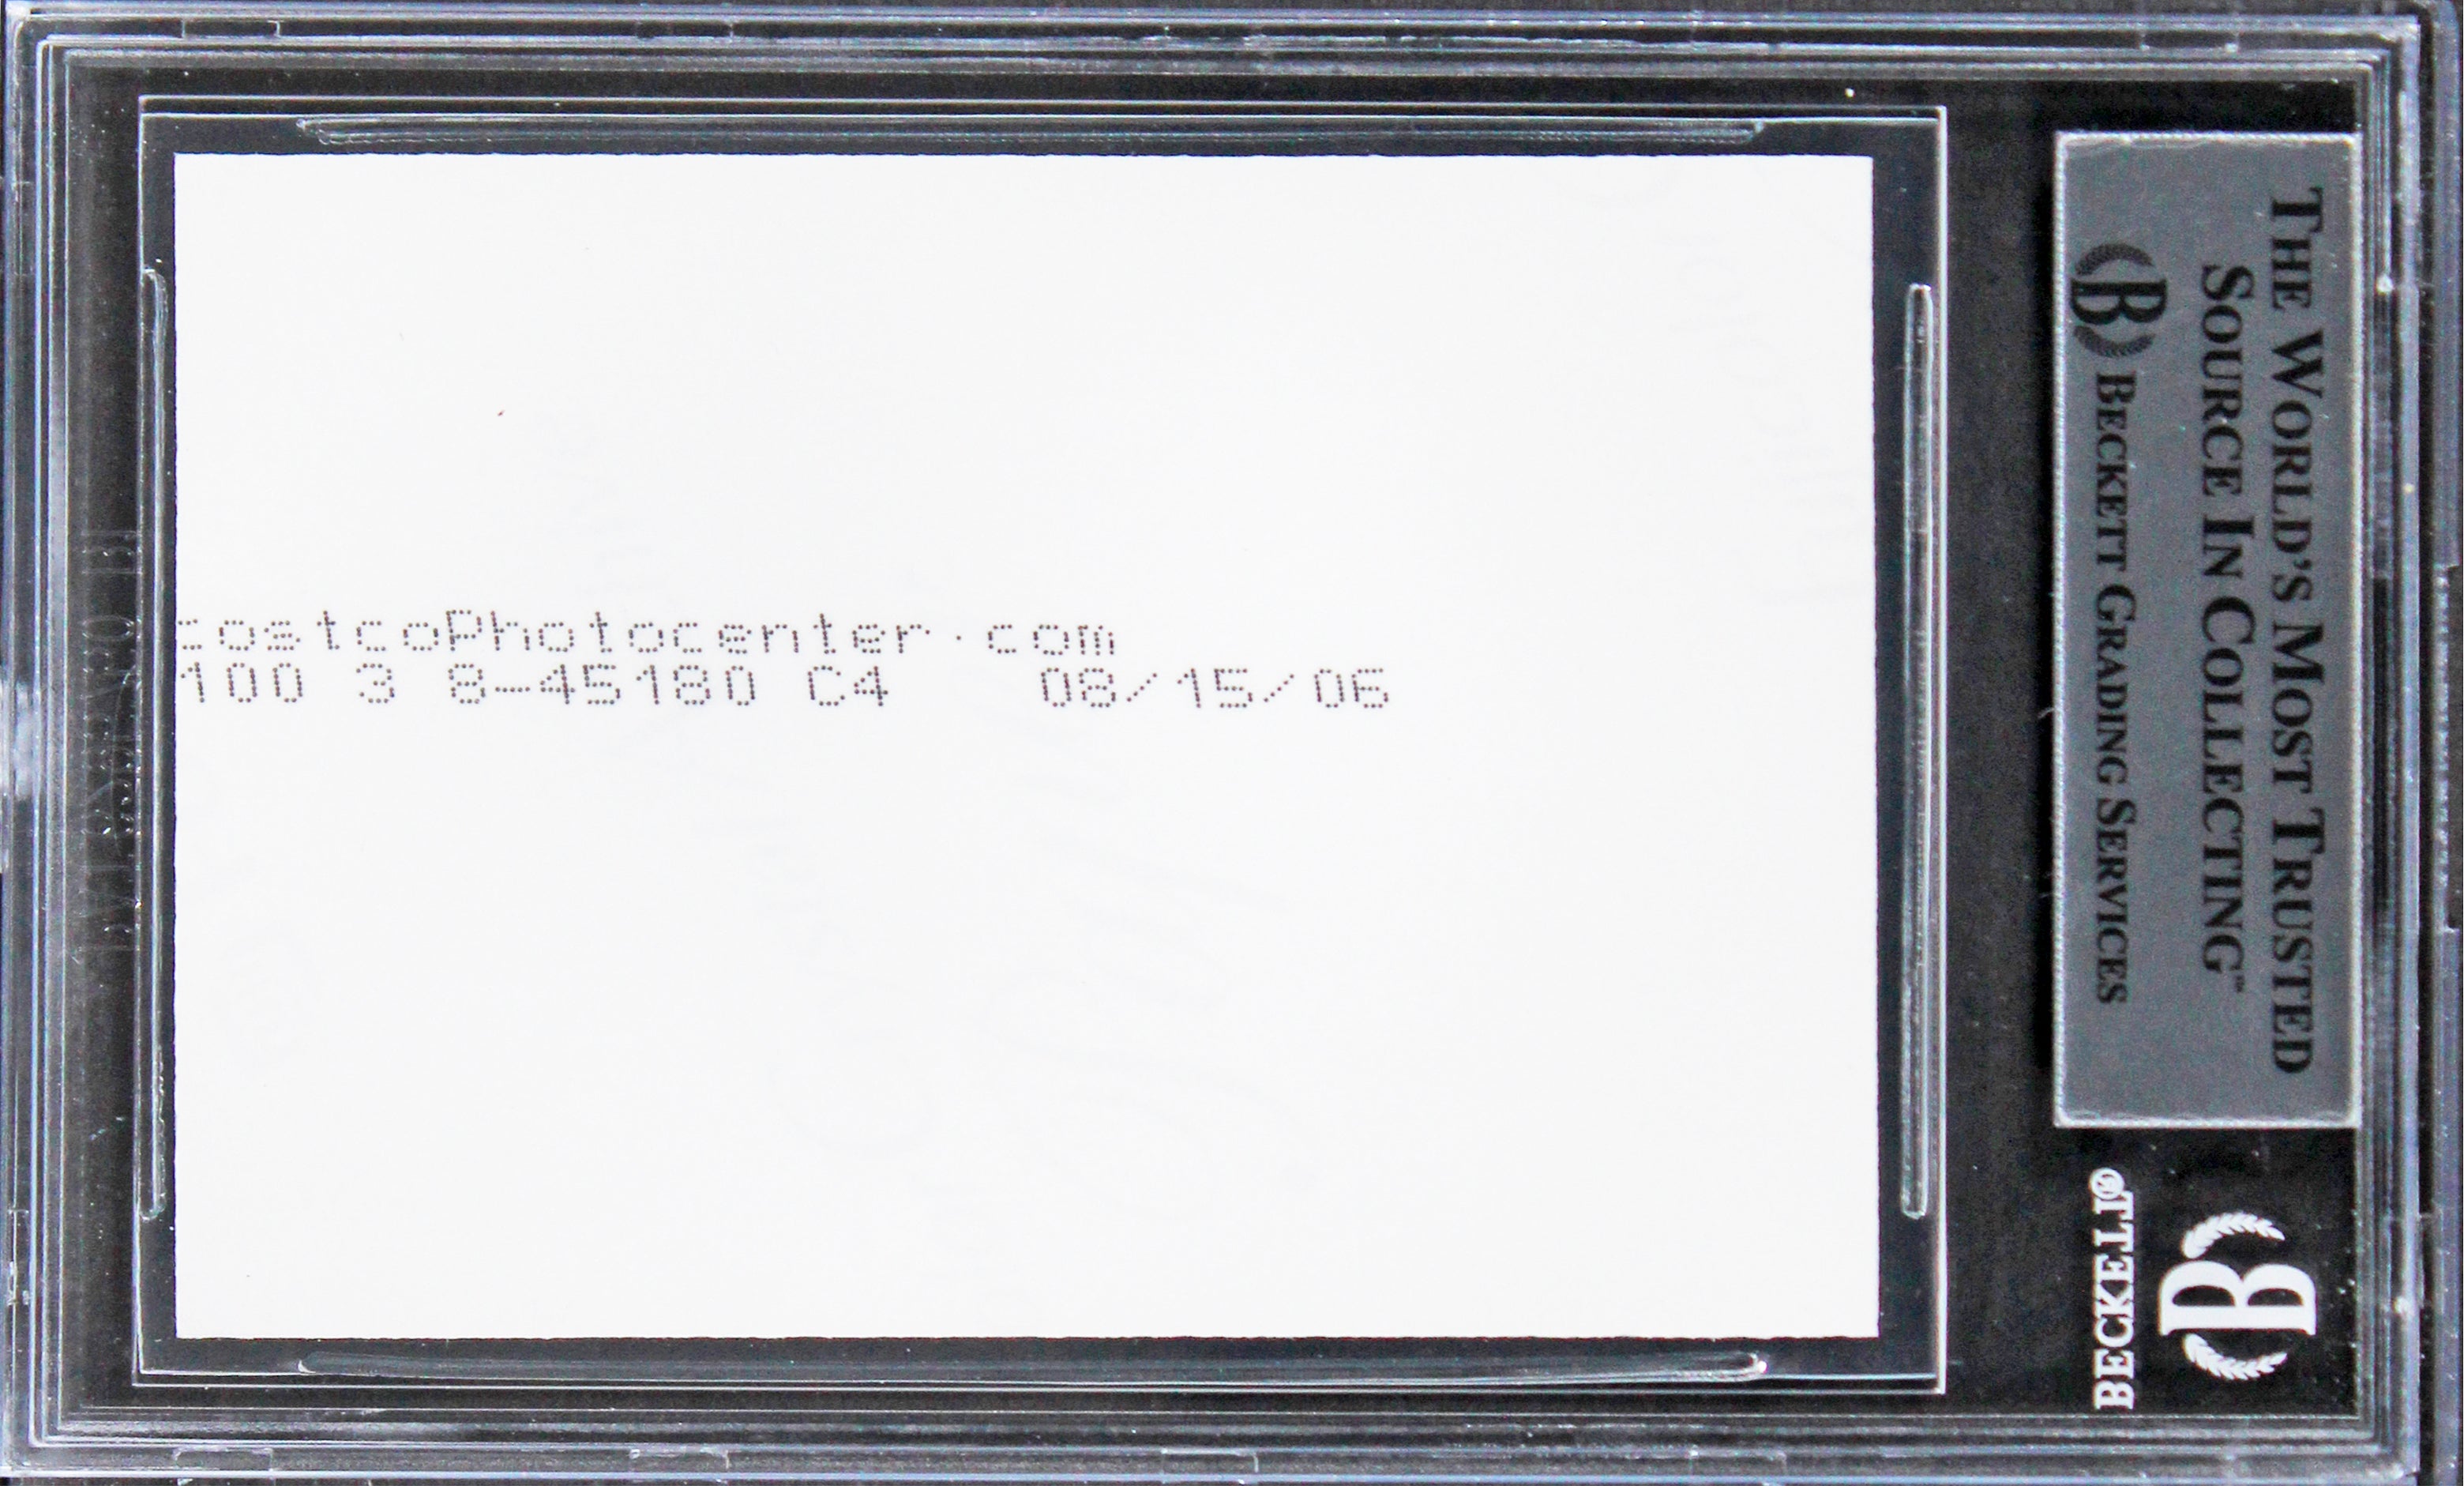 costcoPhotocenter.com
100 3 8-45180 C4 08/15/06
THE WORLD'S MOST TRUSTED
SOURCE IN COLLECTING™
B BECKETT GRADING SERVICES
B
BECKETT®